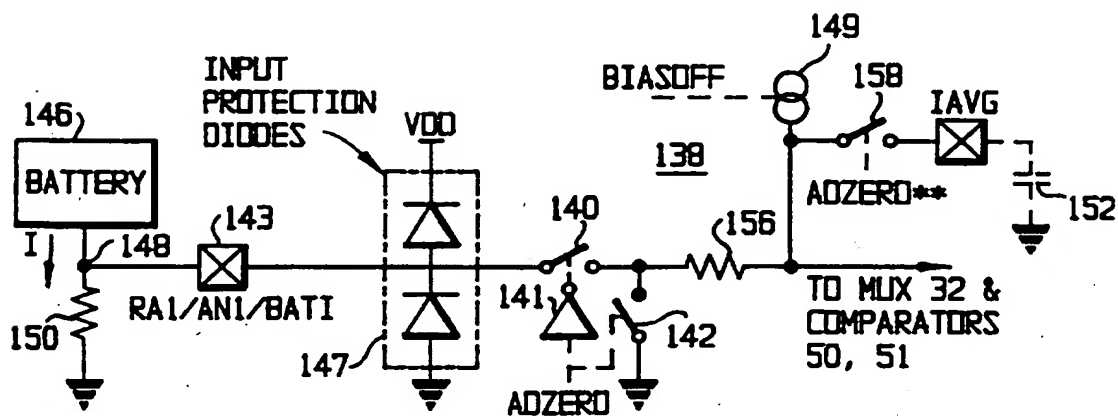 149
INPUT
PROTECTION
DIODES
BIASOFF
158
IAVG
146
VDD
138
BATTERY
143
140
ADZERO**
152
I
148
156
141
150
RA1/AN1/BATI
142
TO MUX 32 &
COMPARATORS
50, 51
147
ADZERO